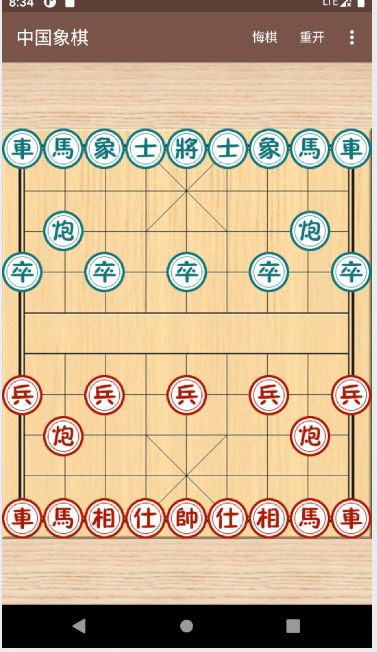 8:34 LTE
中国象棋 悔棋 重开
車馬象士將士象馬車
炮 炮
卒 卒 卒 卒 卒
兵 兵 兵 兵 兵
炮 炮
車馬相仕帥仕相馬車